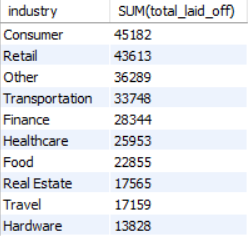 industry SUM(total_laid_off)
Consumer 45182
Retail 43613
Other 36289
Transportation 33748
Finance 28344
Healthcare 25953
Food 22855
Real Estate 17565
Travel 17159
Hardware 13828